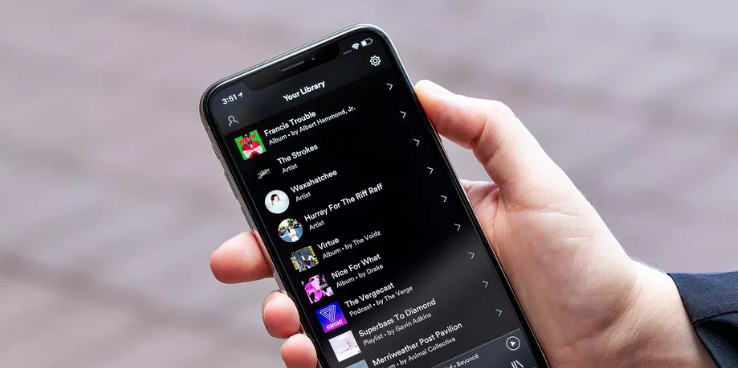 3:51
Your Library
Francis Trouble
Album • by Albert Hammond, Jr.
The Strokes
Artist
Waxahatchee
Artist
Hurray For The Riff Raff
Artist
Virtue
Album • by The Voidz
Nice For What
Album • by Drake
The Vergecast
Podcast • by The Verge
Superbass To Diamond
Playlist • by Gavin Adkins
Merriweather Post Pavilion
Album • by Animal Collective
• Beyoncé